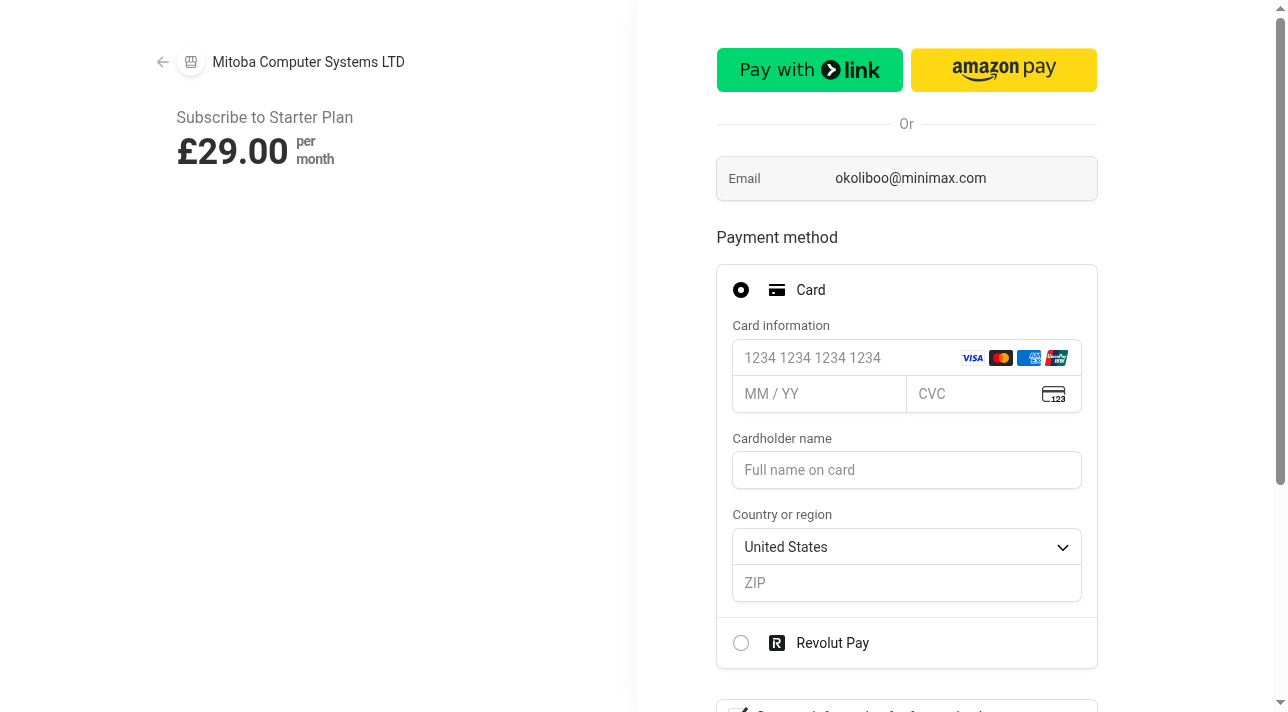 Mitoba Computer Systems LTD
Subscribe to Starter Plan
£29.00 per
month
Pay with link
amazon pay
Or
Email okoliboo@minimax.com
Payment method
Card
Card information
1234 1234 1234 1234 VISA AMEX UnionPay
MM / YY CVC 123
Cardholder name
Full name on card
Country or region
United States
ZIP
R Revolut Pay